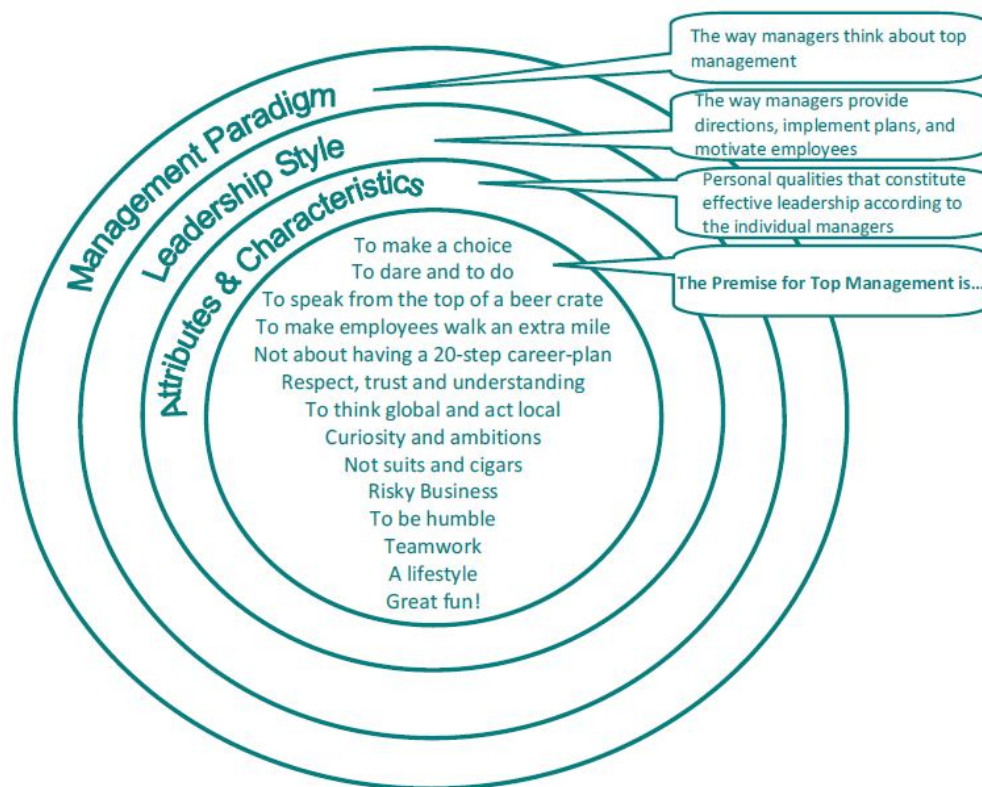 Management Paradigm
Leadership Style
Attributes & Characteristics
The way managers think about top
management
The way managers provide
directions, implement plans, and
motivate employees
Personal qualities that constitute
effective leadership according to
the individual managers
The Premise for Top Management is...
To make a choice
To dare and to do
To speak from the top of a beer crate
To make employees walk an extra mile
Not about having a 20-step career-plan
Respect, trust and understanding
To think global and act local
Curiosity and ambitions
Not suits and cigars
Risky Business
To be humble
Teamwork
A lifestyle
Great fun!